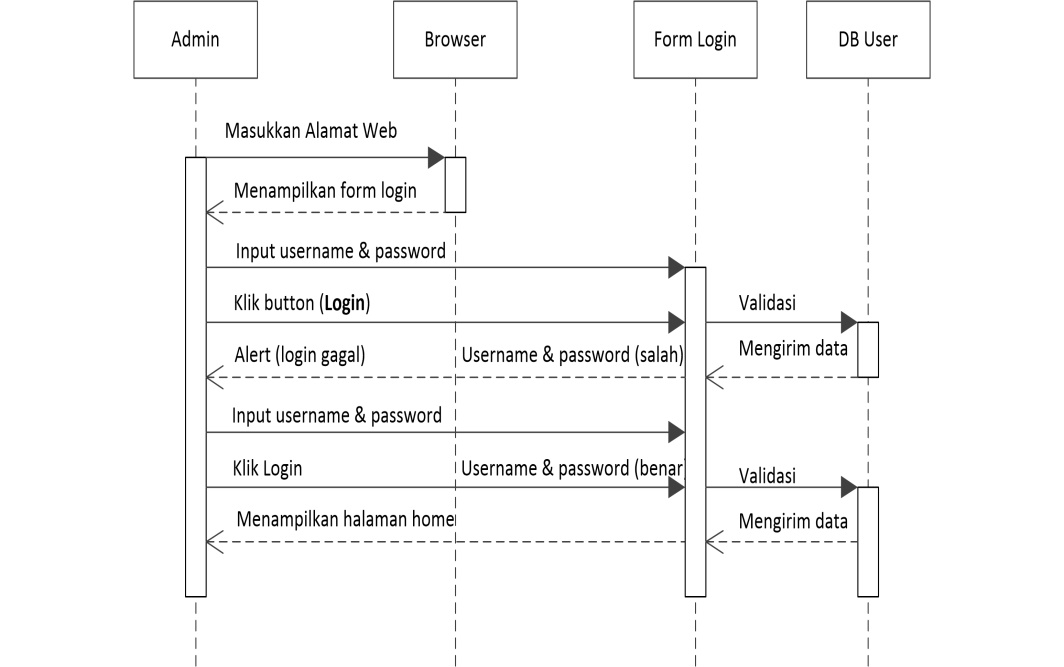 Admin
Browser
Form Login
DB User
Masukkan Alamat Web
Menampilkan form login
Input username & password
Klik button (Login)
Validasi
Alert (login gagal)
Username & password (salah)
Mengirim data
Input username & password
Klik Login
Username & password (benar)
Validasi
Menampilkan halaman home
Mengirim data